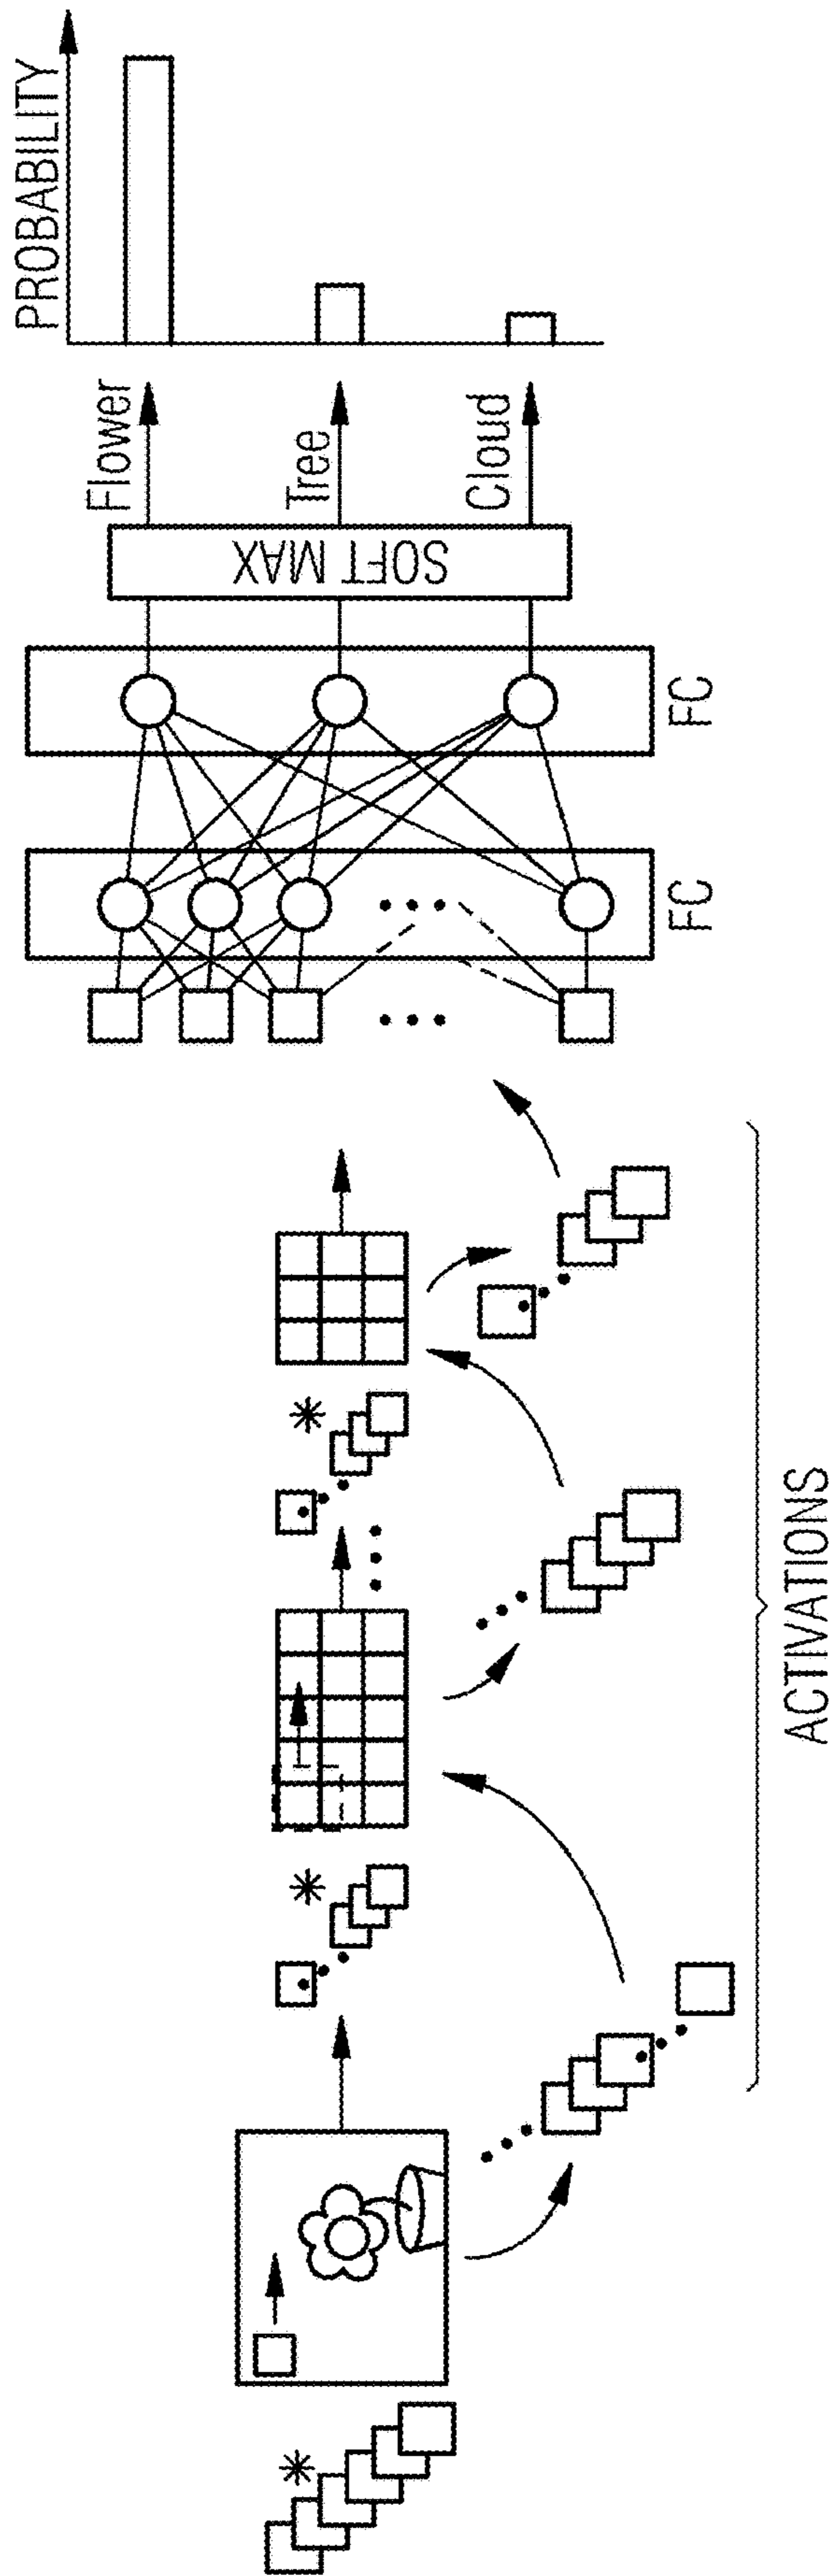 *
*
*
ACTIVATIONS
FC
FC
SOFT MAX
Flower
Tree
Cloud
PROBABILITY